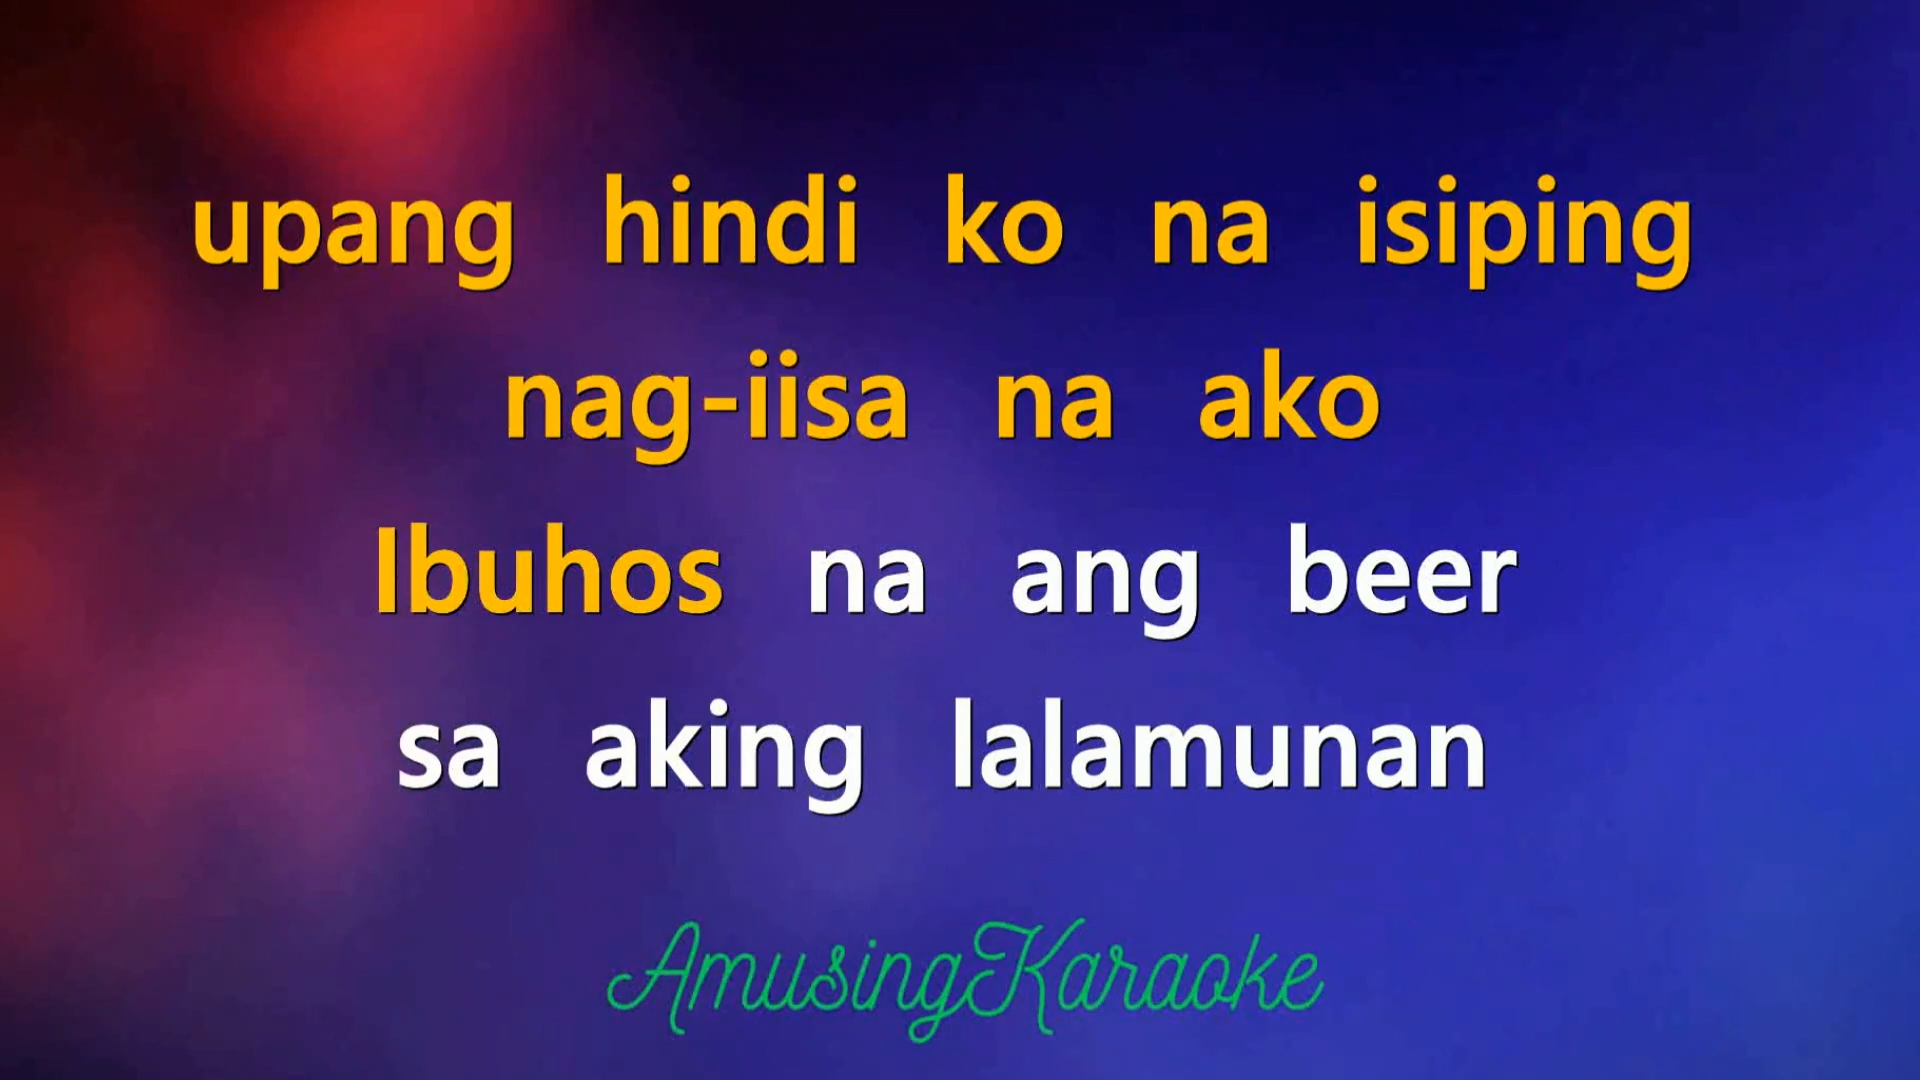 upang hindi ko na isiping
nag-iisa na ako
Ibuhos na ang beer
sa aking lalamunan
AmusingKaraoke